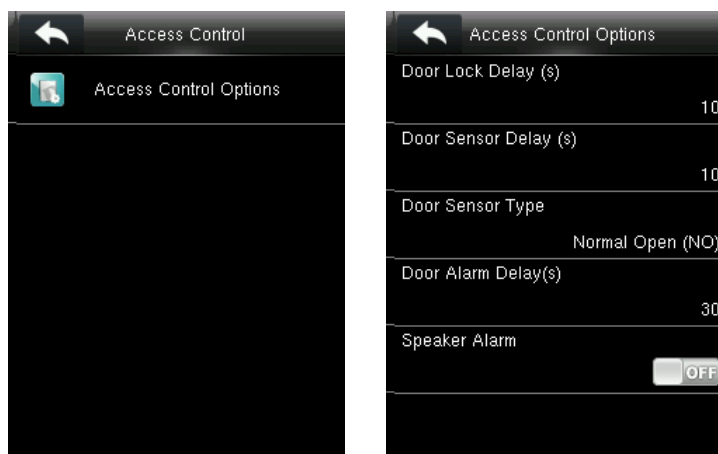 Access Control
Access Control Options
Access Control Options
Door Lock Delay (s)
10
Door Sensor Delay (s)
10
Door Sensor Type
Normal Open (NO)
Door Alarm Delay(s)
30
Speaker Alarm
OFF